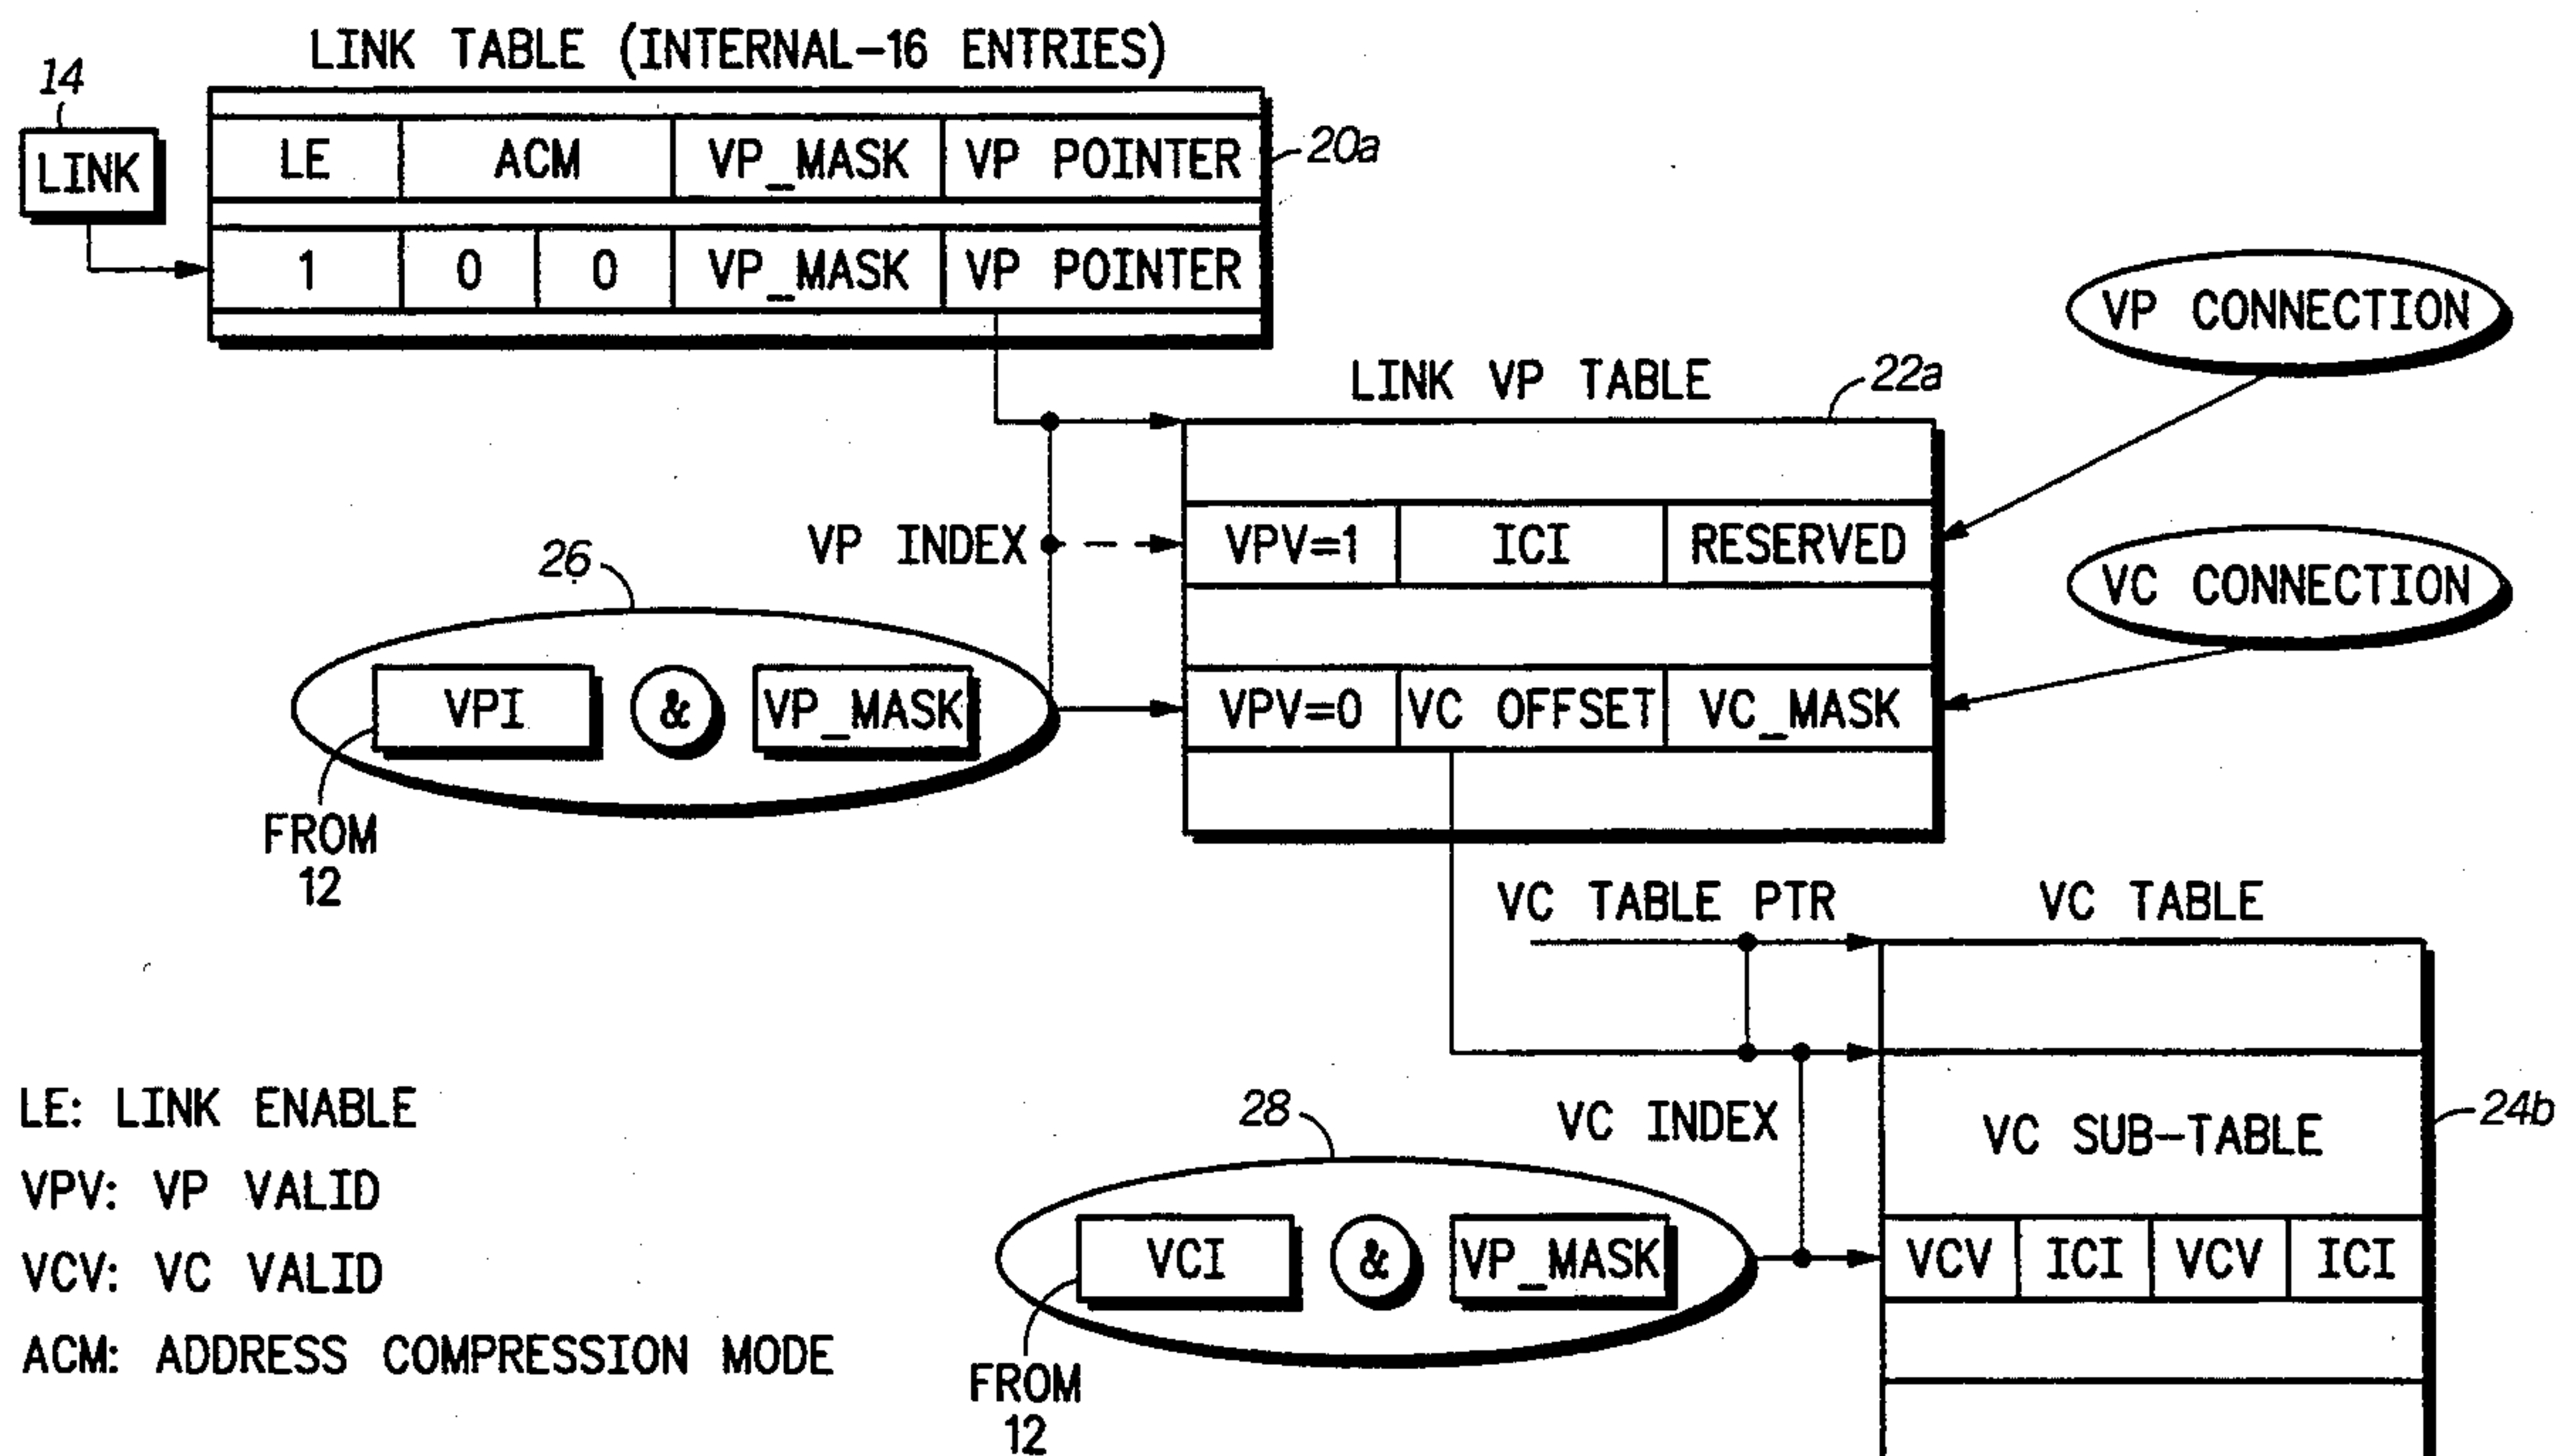 LINK TABLE (INTERNAL-16 ENTRIES)
14
LINK
LE ACM VP_MASK VP POINTER
20a
1 0 0 VP_MASK VP POINTER
VP CONNECTION
LINK VP TABLE
22a
VP INDEX
VPV=1 ICI RESERVED
VC CONNECTION
26
VPI & VP_MASK
VPV=0 VC OFFSET VC_MASK
FROM
12
VC TABLE PTR
VC TABLE
LE: LINK ENABLE
VPV: VP VALID
VCV: VC VALID
ACM: ADDRESS COMPRESSION MODE
28
VC INDEX
VC SUB-TABLE
24b
VCI & VP_MASK
VCV ICI VCV ICI
FROM
12